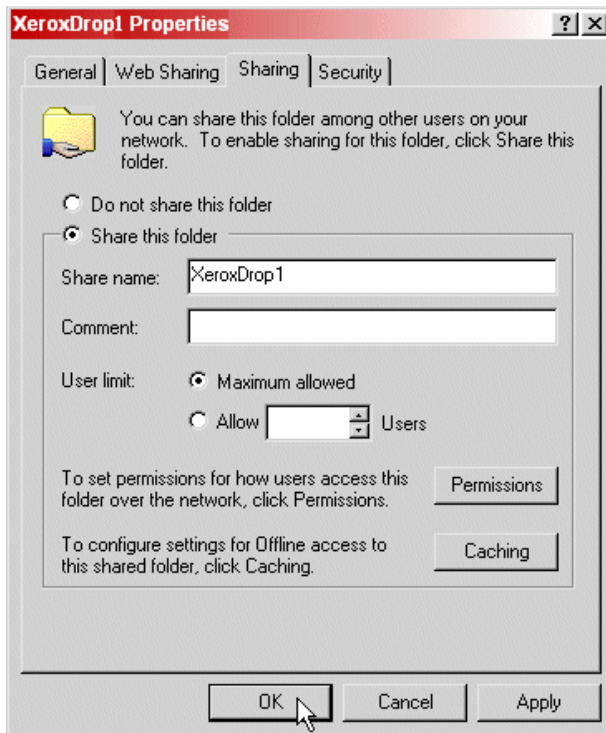 XeroxDrop1 Properties
General
Web Sharing
Sharing
Security
You can share this folder among other users on your
network.  To enable sharing for this folder, click Share this
folder.
Do not share this folder
Share this folder
Share name: XeroxDrop1
Comment:
User limit: Maximum allowed
Allow Users
To set permissions for how users access this
folder over the network, click Permissions.
Permissions
To configure settings for Offline access to
this shared folder, click Caching.
Caching
OK
Cancel
Apply